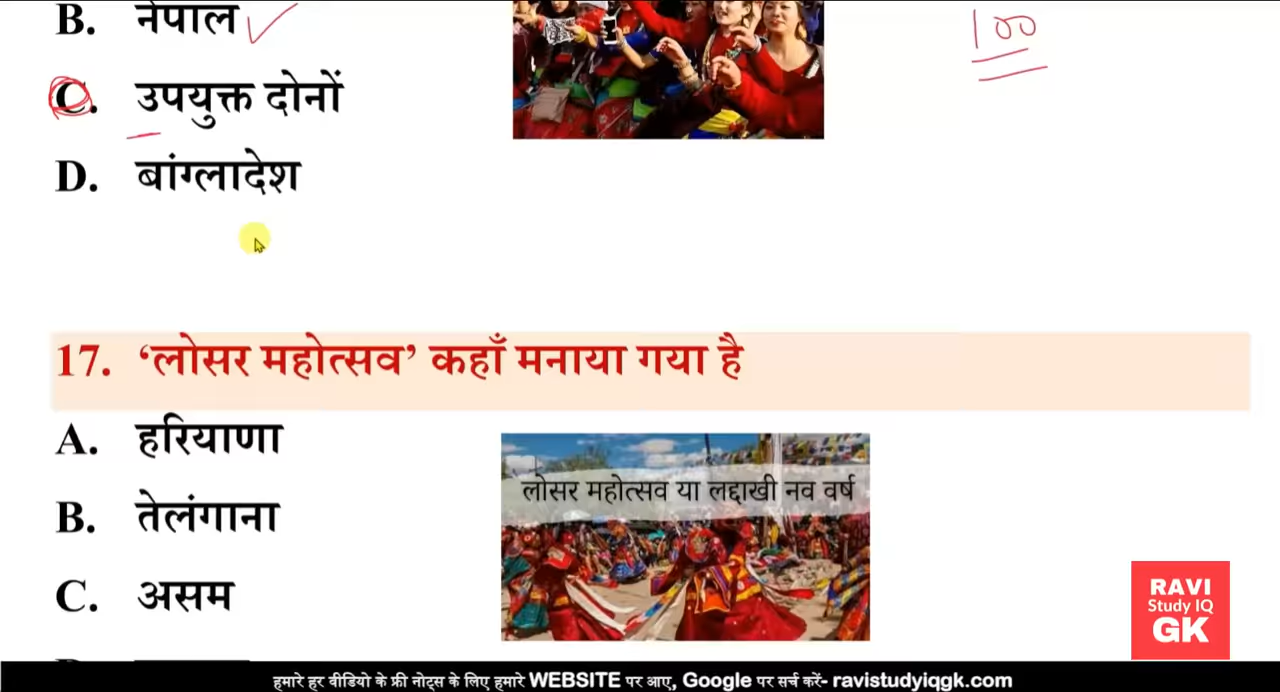 B. नेपाल
100
C. उपयुक्त दोनों
D. बांग्लादेश
17. ‘लोसर महोत्सव’ कहाँ मनाया गया है
A. हरियाणा
लोसर महोत्सव या लद्दाखी नव वर्ष
B. तेलंगाना
C. असम
RAVI
Study IQ
GK
हमारे हर वीडियो के फ्री नोट्स के लिए हमारे WEBSITE पर आए, Google पर सर्च करें- ravistudyiqgk.com